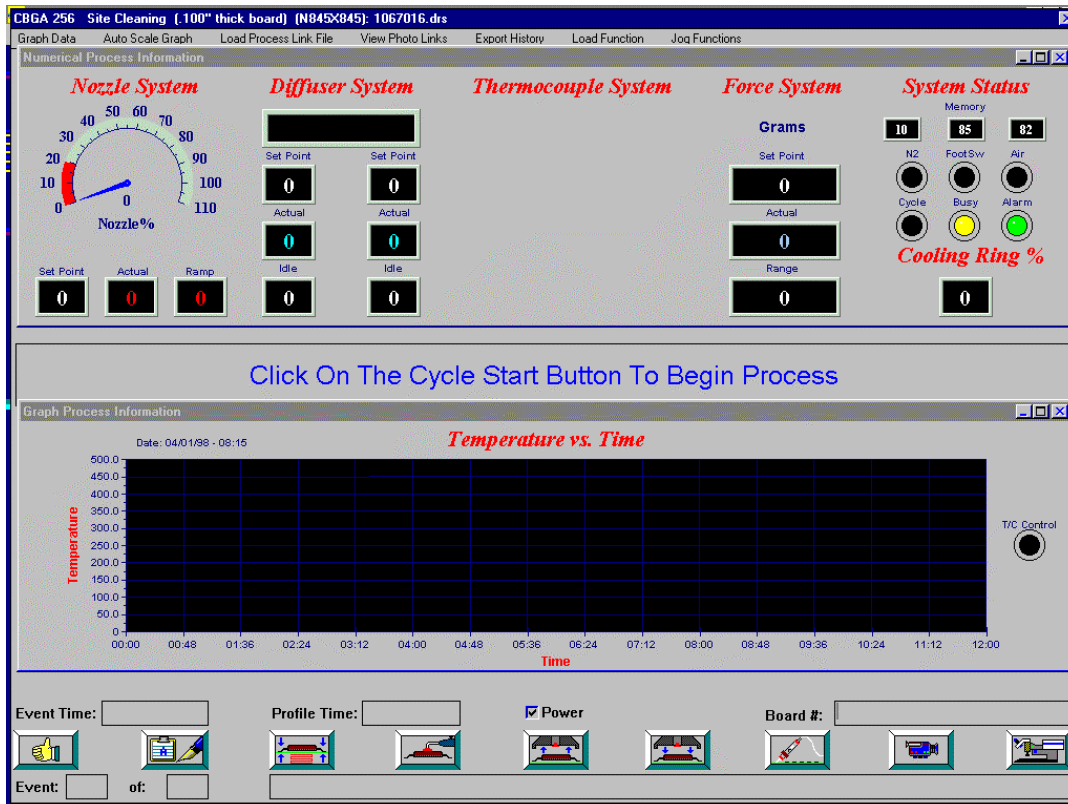 CBGA 256   Site Cleaning  (.100" thick board)  (N845X845): 1067016.drs
Graph Data   Auto Scale Graph   Load Process Link File   View Photo Links   Export History   Load Function   Jog Functions
Numerical Process Information
Nozzle System   Diffuser System   Thermocouple System   Force System   System Status
Memory
10   85   82
0 10 20 30 40 50 60 70 80 90 100 110
0
Nozzle%
Set Point   Actual   Ramp
0   0   0
Set Point   Set Point
0   0
Actual   Actual
0   0
Idle   Idle
0   0
Grams
Set Point
0
Actual
0
Range
0
N2   FootSw   Air
Cycle   Busy   Alarm
Cooling Ring %
0
Click On The Cycle Start Button To Begin Process
Graph Process Information
Date: 04/01/98 - 08:15
Temperature vs. Time
Temperature
500.0
450.0
400.0
350.0
300.0
250.0
200.0
150.0
100.0
50.0
0
00:00   00:48   01:36   02:24   03:12   04:00   04:48   05:36   06:24   07:12   08:00   08:48   09:36   10:24   11:12   12:00
Time
T/C Control
Event Time:   Profile Time:   Power   Board #:
Event:   of: